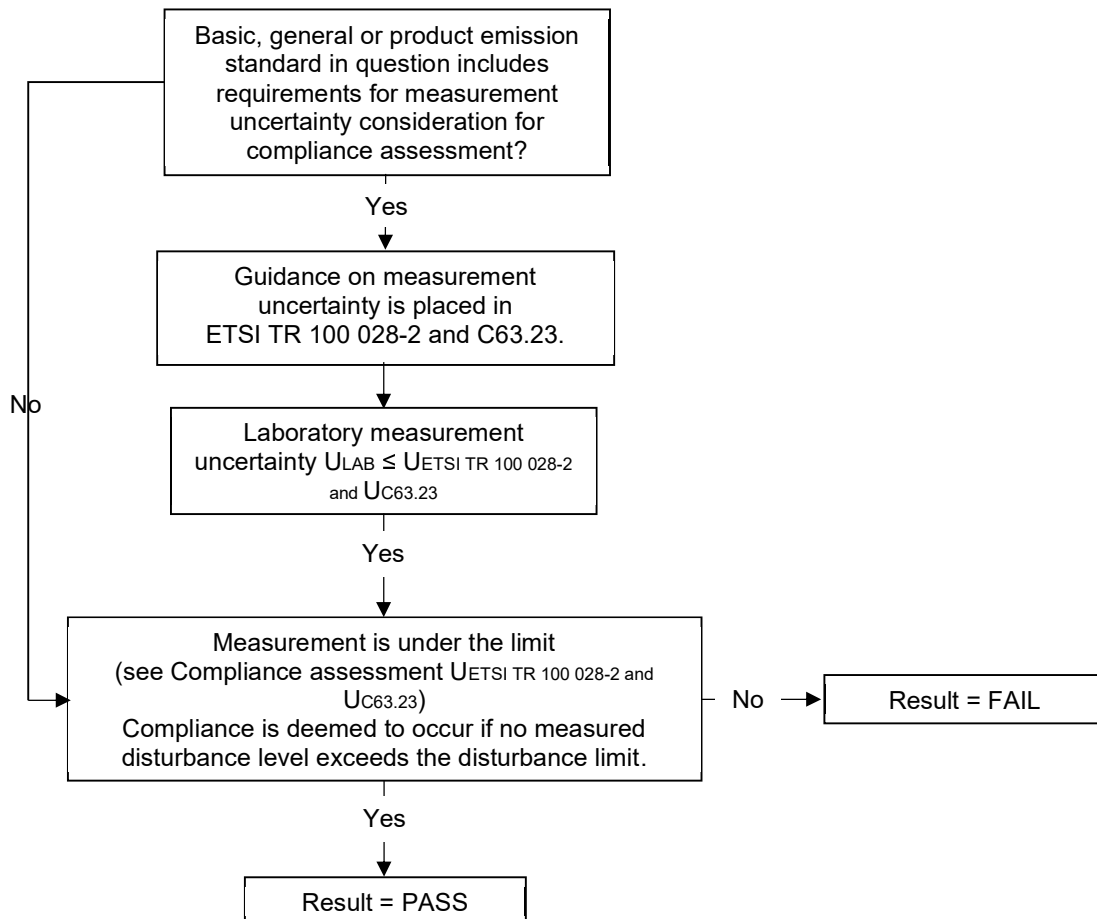 Basic, general or product emission
standard in question includes
requirements for measurement
uncertainty consideration for
compliance assessment?
Yes
Guidance on measurement
uncertainty is placed in
ETSI TR 100 028-2 and C63.23.
No
Laboratory measurement
uncertainty ULAB ≤ UETSI TR 100 028-2
and UC63.23
Yes
Measurement is under the limit
(see Compliance assessment UETSI TR 100 028-2 and
UC63.23)
Compliance is deemed to occur if no measured
disturbance level exceeds the disturbance limit.
No
Result = FAIL
Yes
Result = PASS